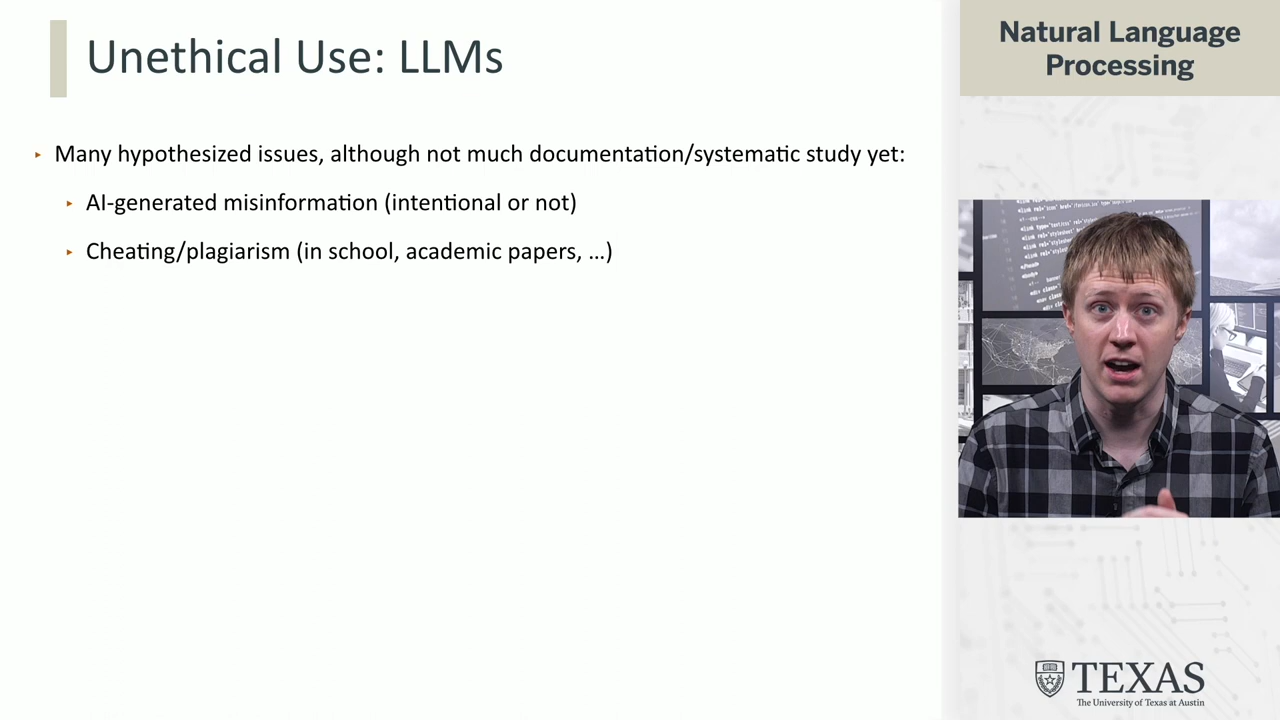 Unethical Use: LLMs
‣ Many hypothesized issues, although not much documentation/systematic study yet:
‣ AI-generated misinformation (intentional or not)
‣ Cheating/plagiarism (in school, academic papers, ...)
Natural Language
Processing
TEXAS
The University of Texas at Austin